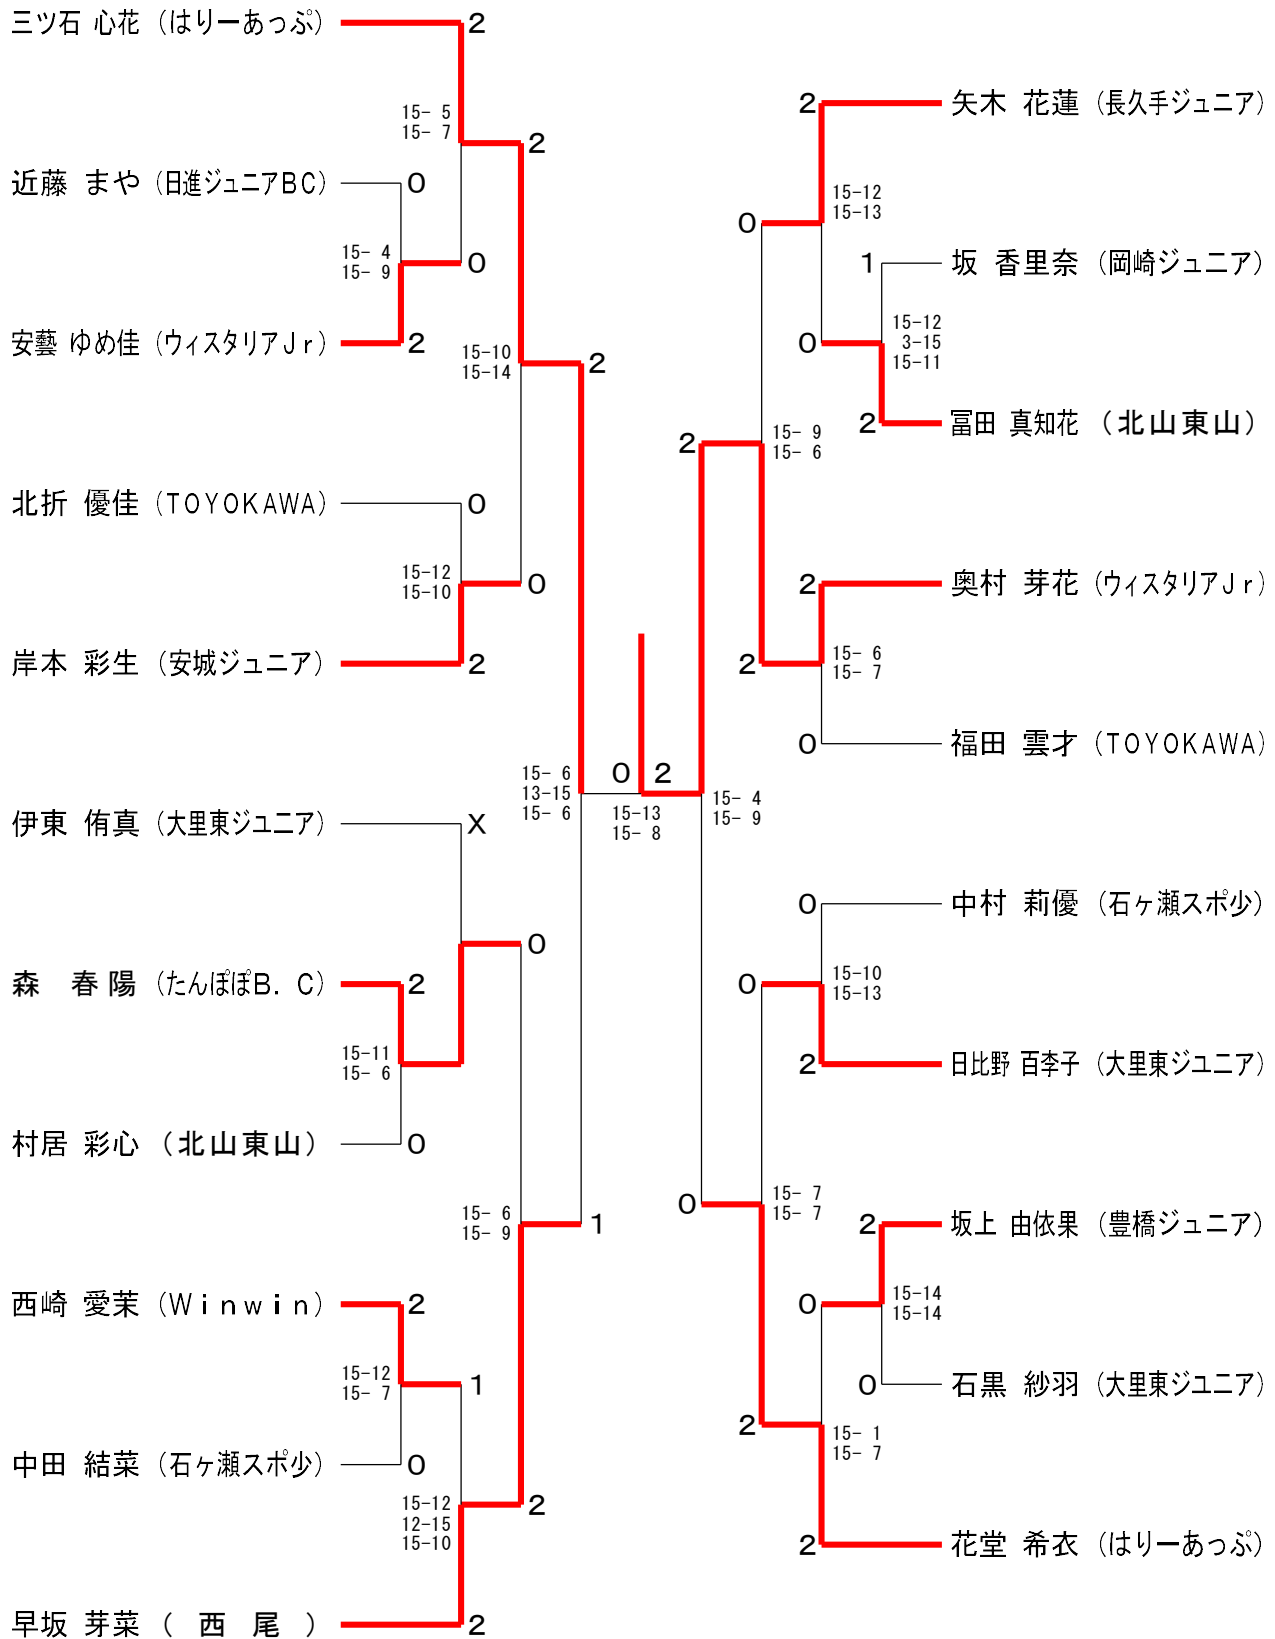 三ツ石 心花 (はりーあっぷ) 2
15- 5
15- 7
2
近藤 まや (日進ジュニアBC) 0
15- 4
15- 9
0
安藝 ゆめ佳 (ウィスタリアJr) 2
15-10
15-14
2
北折 優佳 (TOYOKAWA) 0
15-12
15-10
0
岸本 彩生 (安城ジュニア) 2
15- 6
13-15
15- 6
伊東 侑真 (大里東ジュニア) X
0
森 春陽 (たんぽぽB. C) 2
15-11
15- 6
村居 彩心 (北山東山) 0
15- 6
15- 9
1
西崎 愛茉 (Winwin) 2
15-12
15- 7
1
中田 結菜 (石ヶ瀬スポ少) 0
15-12
12-15
15-10
2
早坂 芽菜 (西尾) 2
0 2
15-13
15- 8
2 矢木 花蓮 (長久手ジュニア)
15-12
15-13
0
1 坂 香里奈 (岡崎ジュニア)
15-12
3-15
15-11
0
2 冨田 真知花 (北山東山)
2
15- 9
15- 6
2 奥村 芽花 (ウィスタリアJr)
2
15- 6
15- 7
0 福田 雲才 (TOYOKAWA)
15- 4
15- 9
0 中村 莉優 (石ヶ瀬スポ少)
0
15-10
15-13
2 日比野 百李子 (大里東ジユニア)
0
15- 7
15- 7
2 坂上 由依果 (豊橋ジュニア)
0
15-14
15-14
0 石黒 紗羽 (大里東ジユニア)
2
15- 1
15- 7
2 花堂 希衣 (はりーあっぷ)